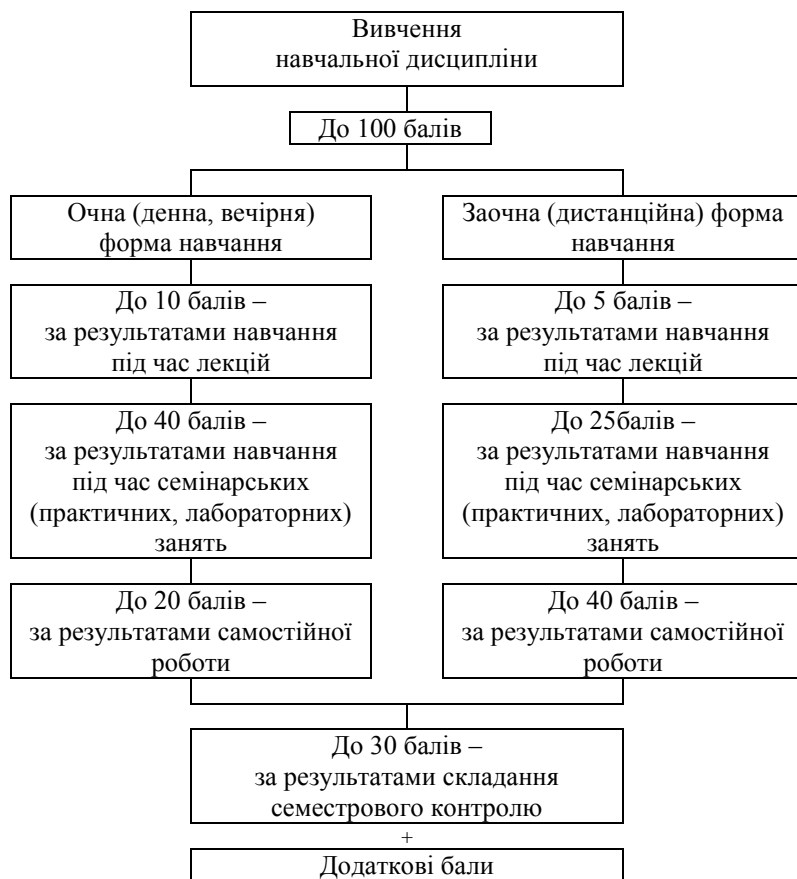 Вивчення
навчальної дисципліни
До 100 балів
Очна (денна, вечірня)
форма навчання
До 10 балів –
за результатами навчання
під час лекцій
До 40 балів –
за результатами навчання
під час семінарських
(практичних, лабораторних)
занять
До 20 балів –
за результатами самостійної
роботи
Заочна (дистанційна) форма
навчання
До 5 балів –
за результатами навчання
під час лекцій
До 25балів –
за результатами навчання
під час семінарських
(практичних, лабораторних)
занять
До 40 балів –
за результатами самостійної
роботи
До 30 балів –
за результатами складання
семестрового контролю
+
Додаткові бали